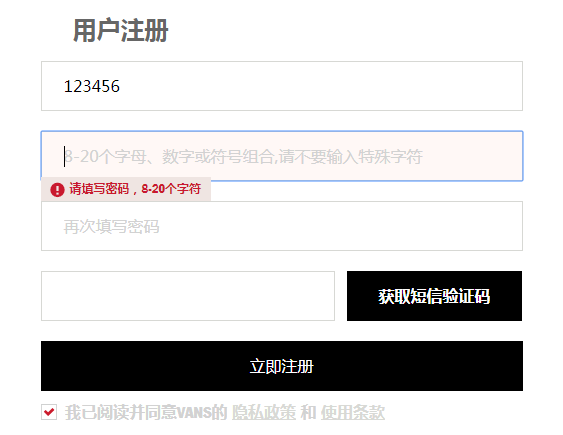 用户注册
123456
8-20个字母、数字或符号组合,请不要输入特殊字符
请填写密码，8-20个字符
再次填写密码
获取短信验证码
立即注册
我已阅读并同意VANS的 隐私政策 和 使用条款